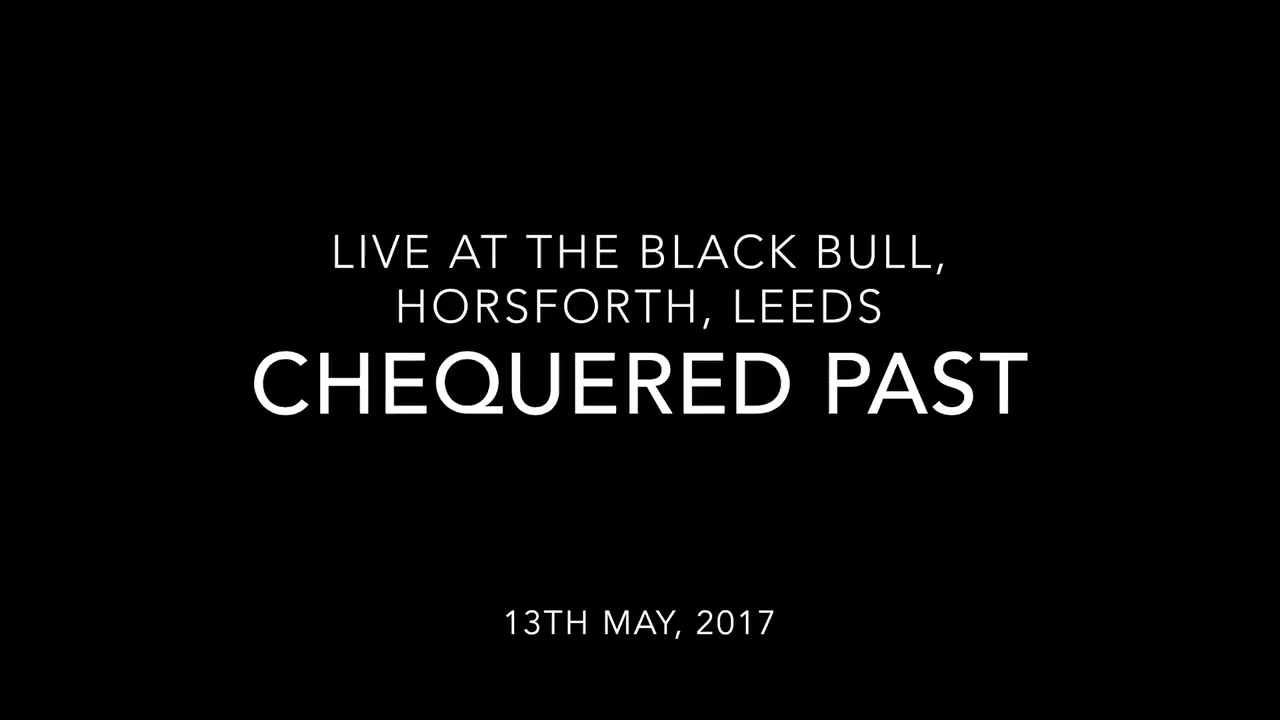 LIVE AT THE BLACK BULL,
HORSFORTH, LEEDS
CHEQUERED PAST
13TH MAY, 2017